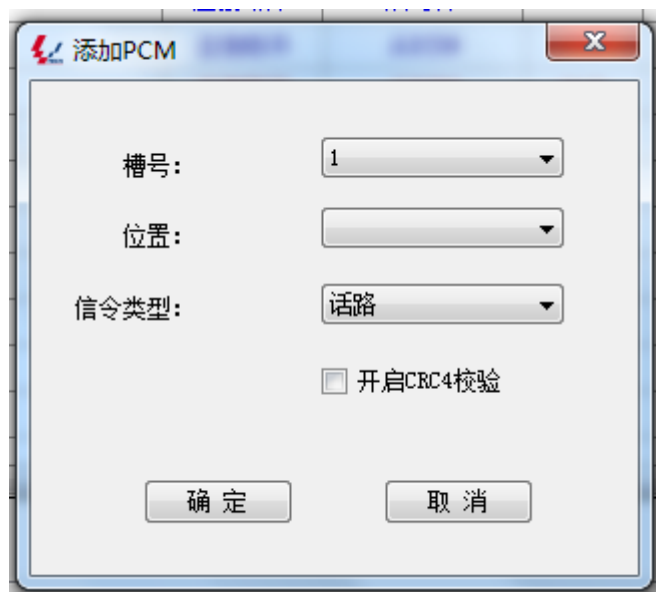 添加PCM
槽号： 1
位置：
信令类型： 话路
开启CRC4校验
确 定 取 消